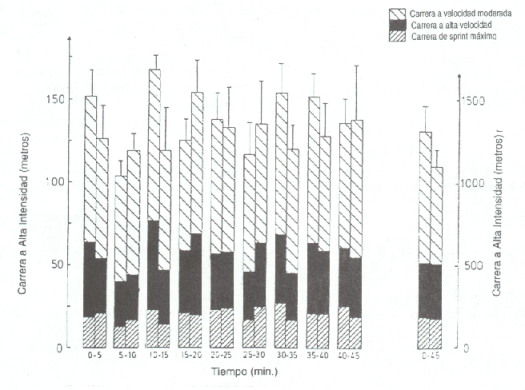 Carrera a velocidad moderada
Carrera a alta velocidad
Carrera de sprint máximo
Carrera a Alta Intensidad (metros)
150
100
50
0
0-5 5-10 10-15 15-20 20-25 25-30 30-35 35-40 40-45 0-45
Tiempo (min.)
1500
1000
500
0
Carrera a Alta Intensidad (metros) r